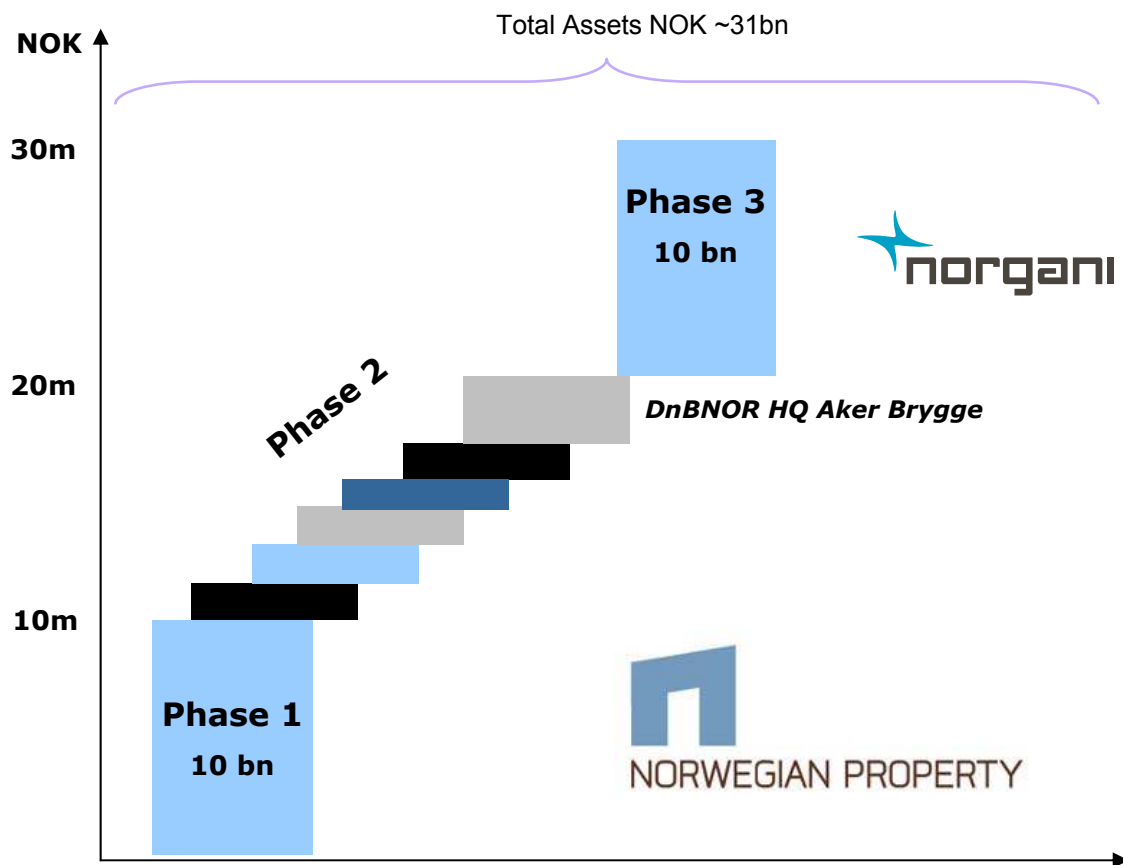 Total Assets NOK ~31bn
NOK
30m
Phase 3
10 bn
norgani
20m
Phase 2
DnBNOR HQ Aker Brygge
10m
Phase 1
10 bn
NORWEGIAN PROPERTY